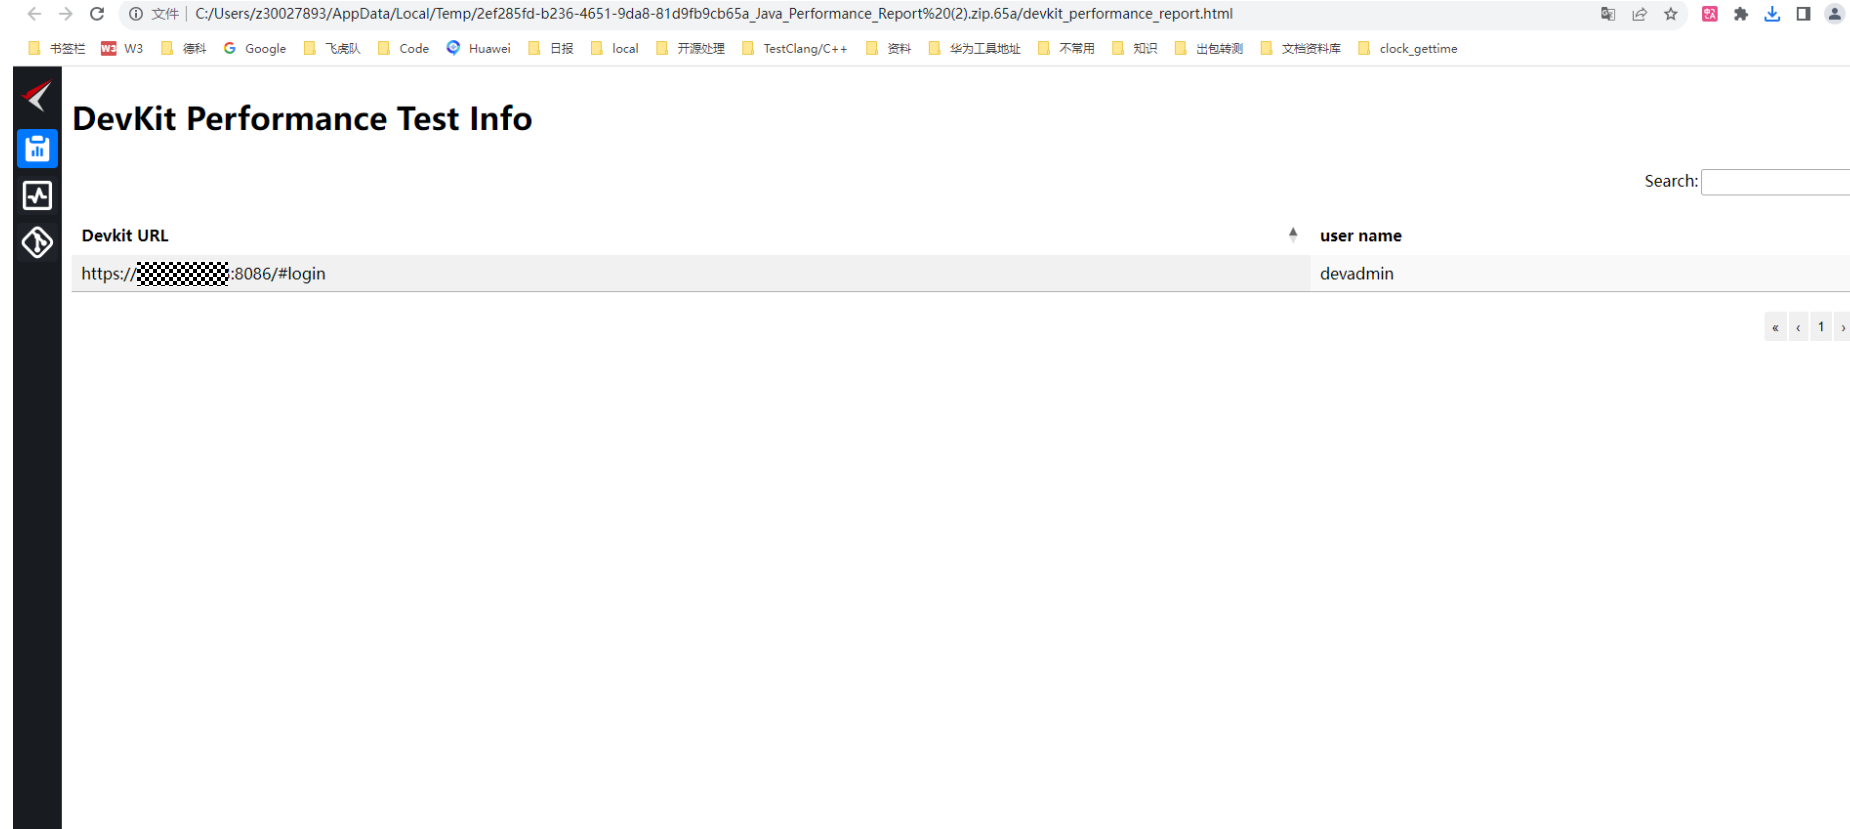 文件 | C:/Users/z30027893/AppData/Local/Temp/2ef285fd-b236-4651-9da8-81d9fb9cb65a_Java_Performance_Report%20(2).zip.65a/devkit_performance_report.html
书签栏 W3 W3 德科 G Google 飞虎队 Code Huawei 日报 local 开源处理 TestClang/C++ 资料 华为工具地址 不常用 知识 出包转测 文档资料库 clock_gettime
DevKit Performance Test Info
Search:
Devkit URL user name
https:// :8086/#login devadmin
« ‹ 1 ›